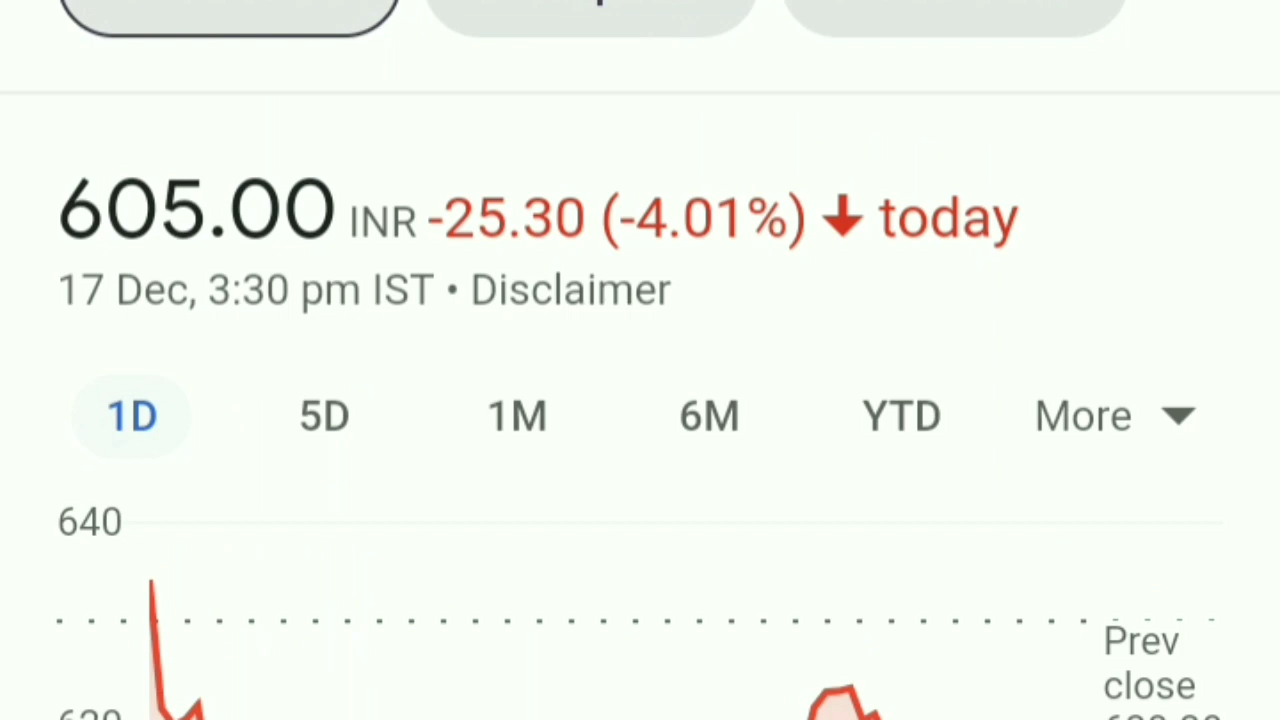 605.00 INR -25.30 (-4.01%) ↓ today
17 Dec, 3:30 pm IST • Disclaimer
1D 5D 1M 6M YTD More
640
Prev
close